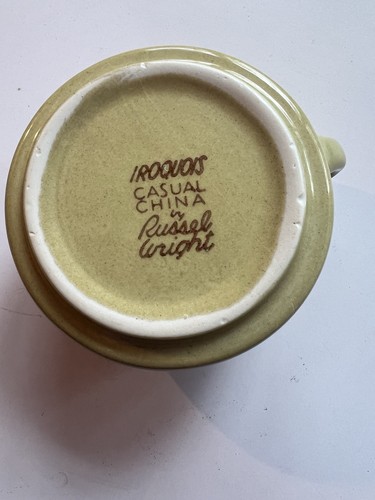 IROQUOIS
CASUAL
CHINA
by
Russel
Wright